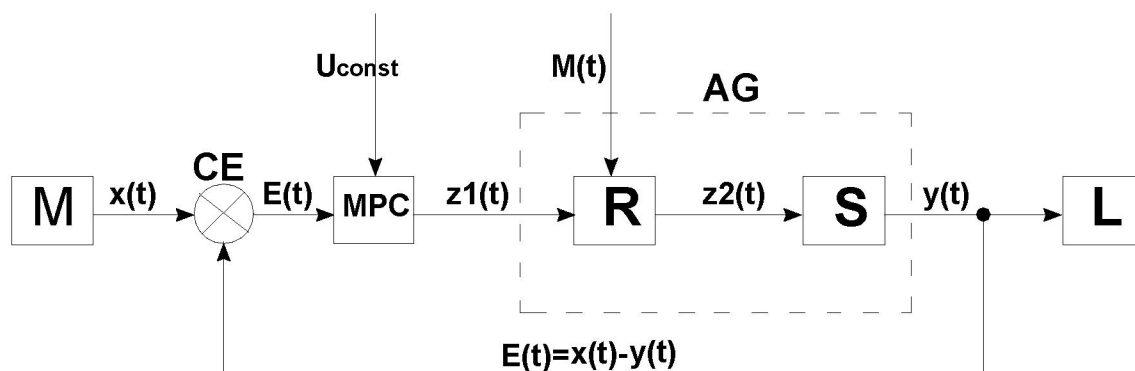 Uconst
M(t)
AG
CE
M
x(t)
E(t)
MPC
z1(t)
R
z2(t)
S
y(t)
L
E(t)=x(t)-y(t)